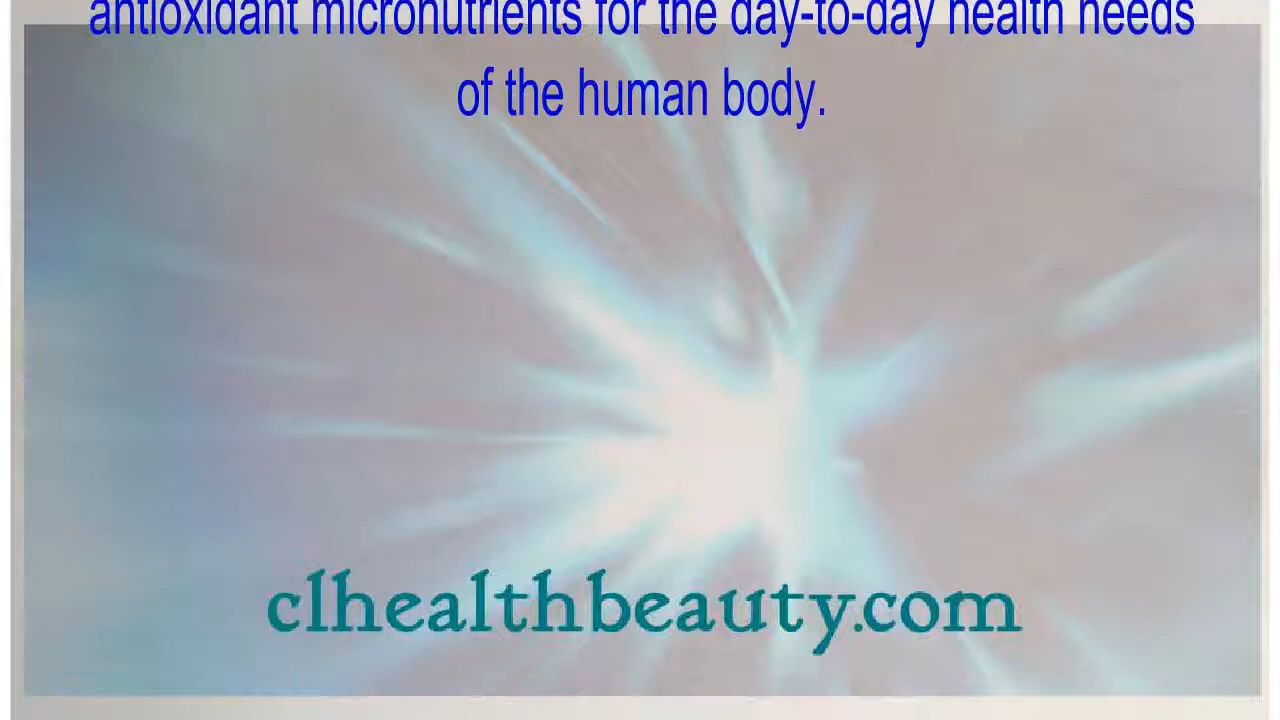 antioxidant micronutrients for the day-to-day health needs
of the human body.
clhealthbeauty.com